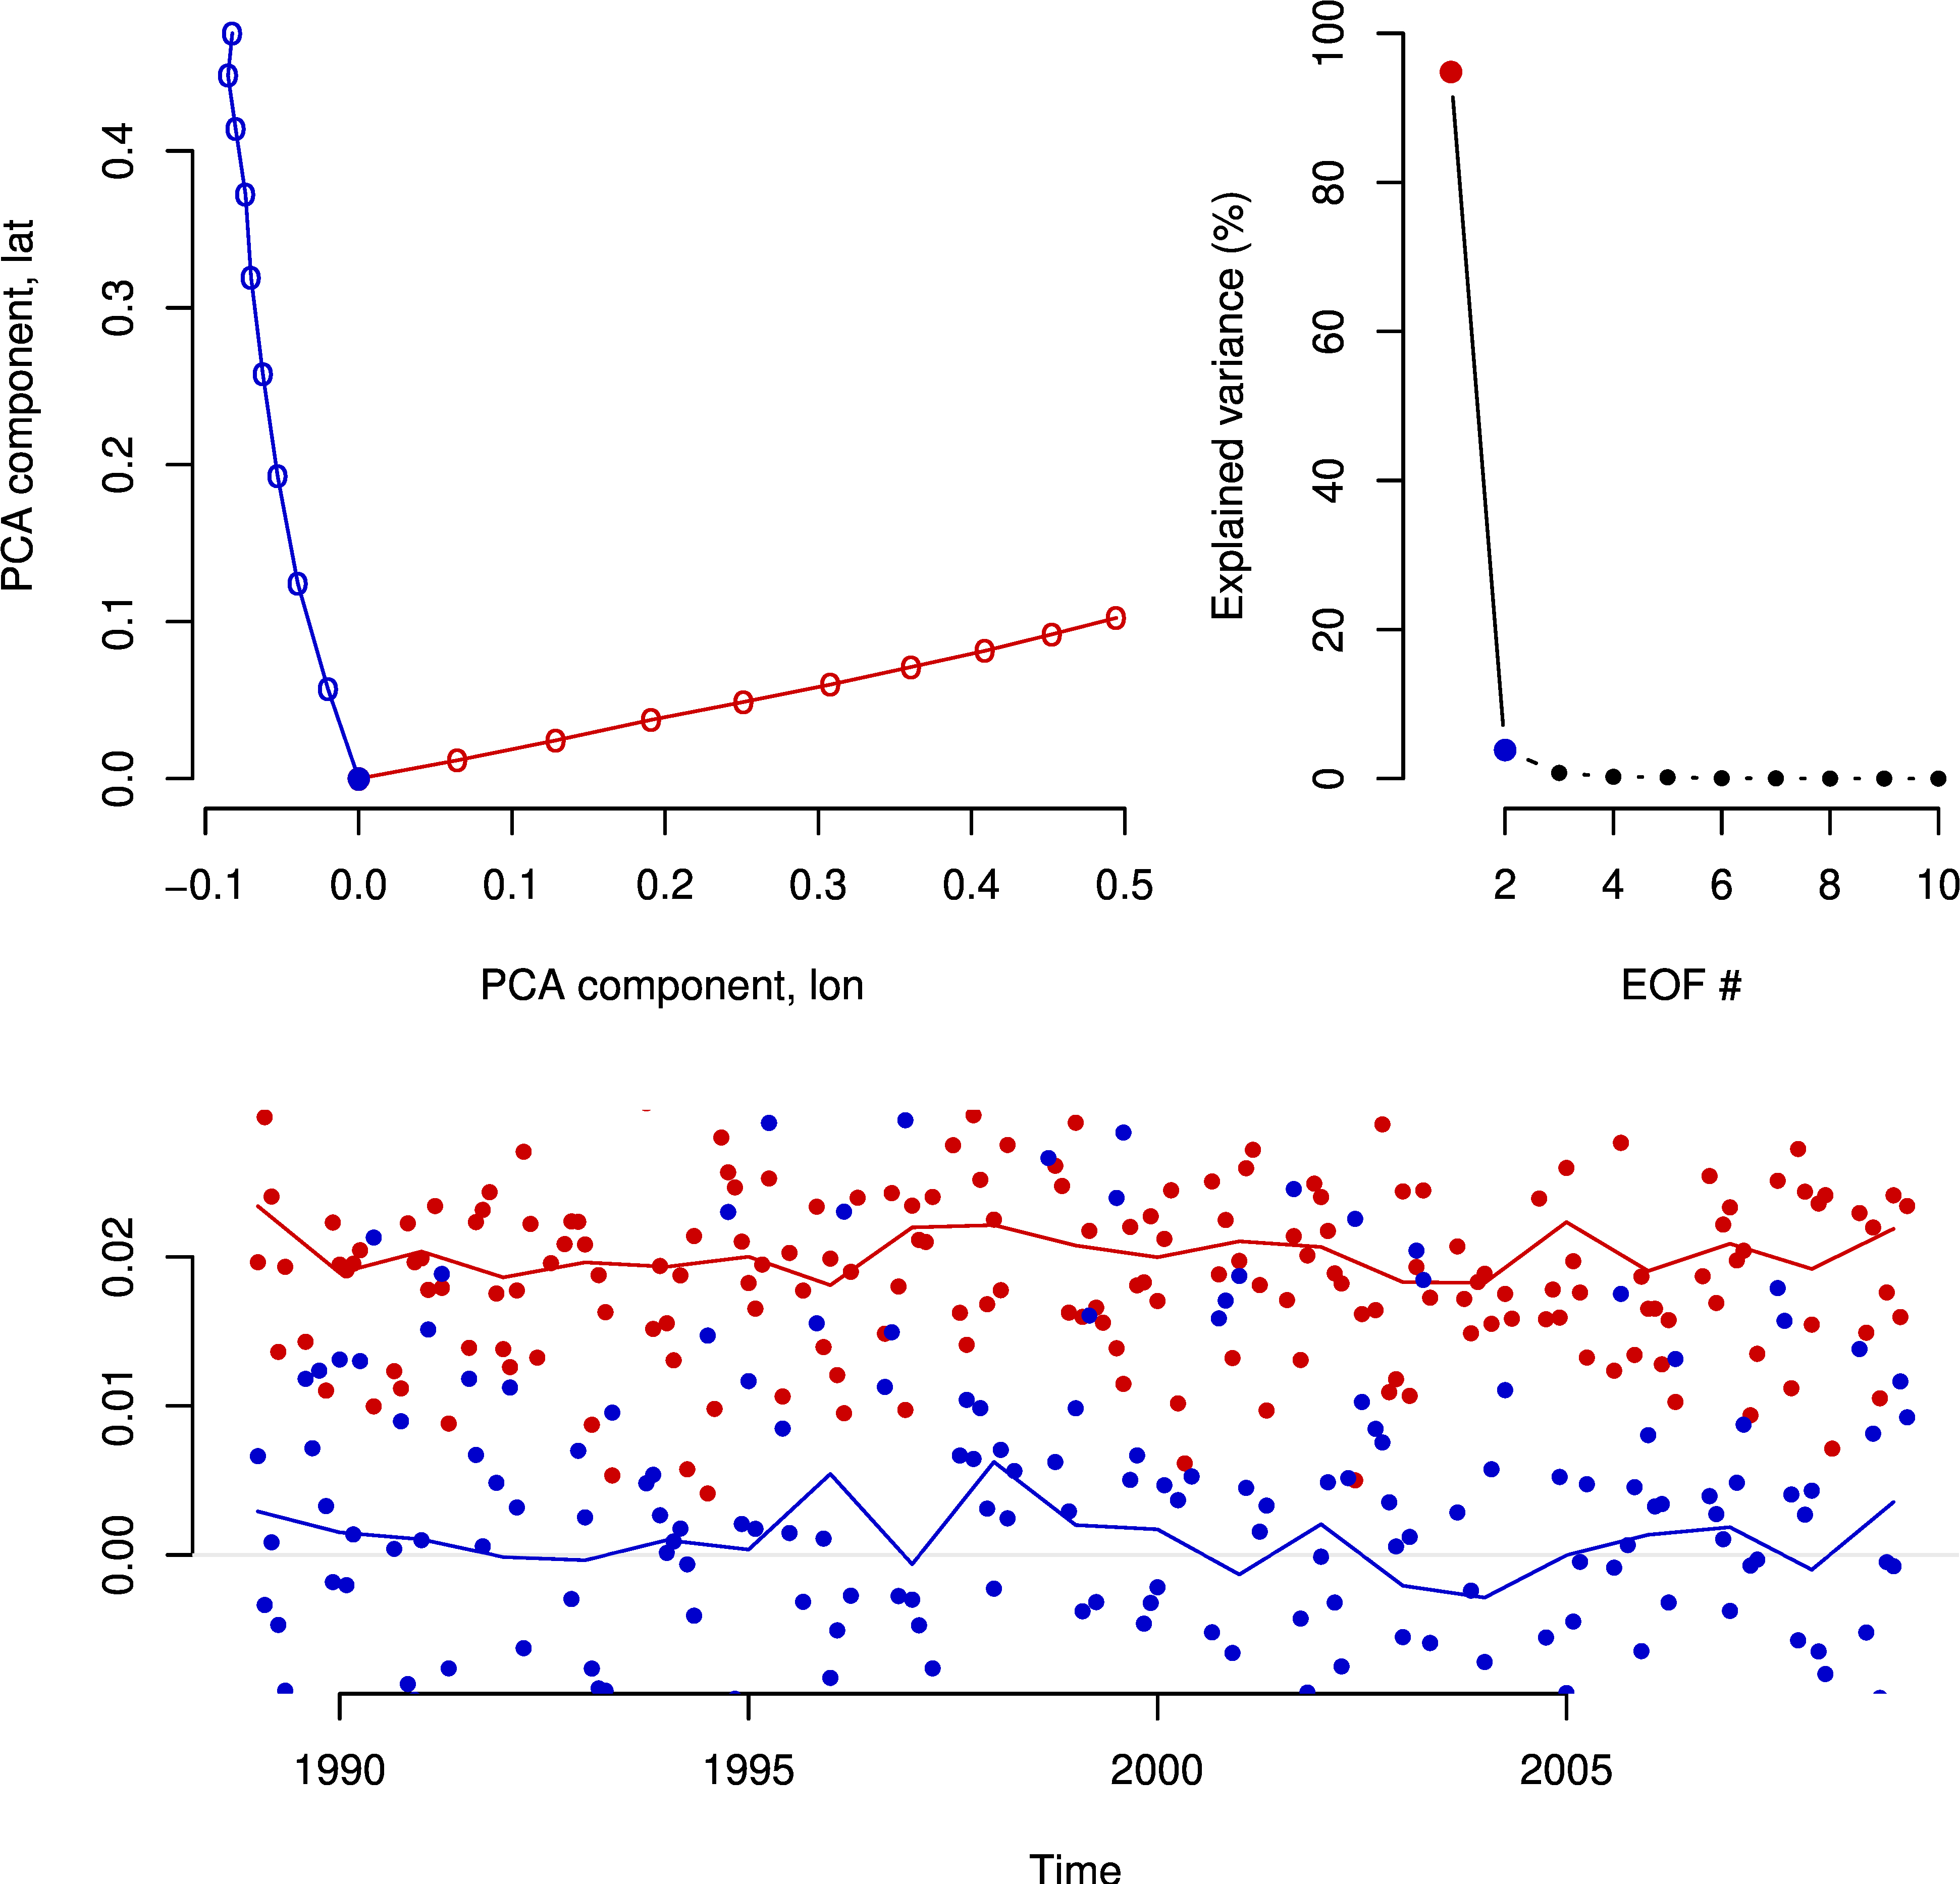 PCA component, lat
0.0 0.1 0.2 0.3 0.4
−0.1 0.0 0.1 0.2 0.3 0.4 0.5
PCA component, lon
Explained variance (%)
0 20 40 60 80 100
2 4 6 8 10
EOF #
0.00 0.01 0.02
1990 1995 2000 2005
Time